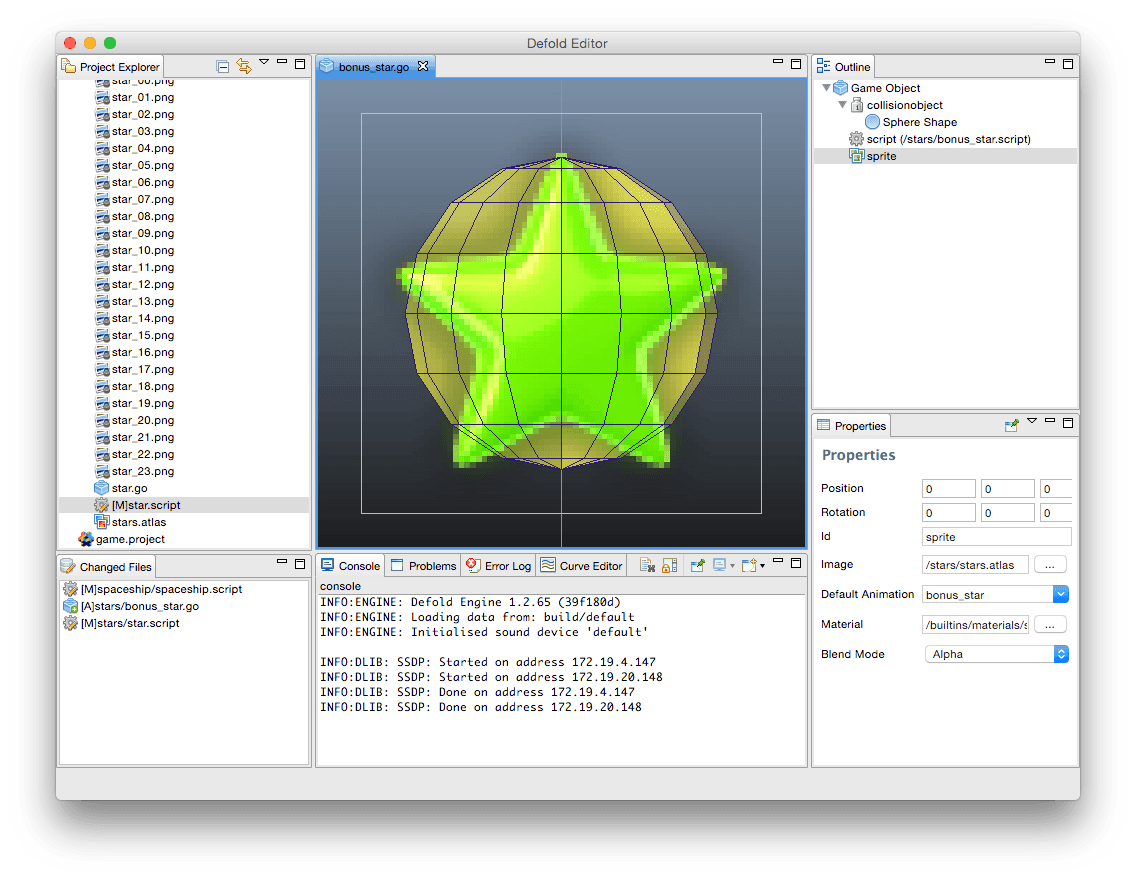 Defold Editor
Project Explorer
star_00.png
star_01.png
star_02.png
star_03.png
star_04.png
star_05.png
star_06.png
star_07.png
star_08.png
star_09.png
star_10.png
star_11.png
star_12.png
star_13.png
star_14.png
star_15.png
star_16.png
star_17.png
star_18.png
star_19.png
star_20.png
star_21.png
star_22.png
star_23.png
star.go
[M]star.script
stars.atlas
game.project
Changed Files
[M]spaceship/spaceship.script
[A]stars/bonus_star.go
[M]stars/star.script
bonus_star.go
Console Problems Error Log Curve Editor
console
INFO:ENGINE: Defold Engine 1.2.65 (39f180d)
INFO:ENGINE: Loading data from: build/default
INFO:ENGINE: Initialised sound device 'default'
INFO:DLIB: SSDP: Started on address 172.19.4.147
INFO:DLIB: SSDP: Started on address 172.19.20.148
INFO:DLIB: SSDP: Done on address 172.19.4.147
INFO:DLIB: SSDP: Done on address 172.19.20.148
Outline
Game Object
collisionobject
Sphere Shape
script (/stars/bonus_star.script)
sprite
Properties
Properties
Position 0 0 0
Rotation 0 0 0
Id sprite
Image /stars/stars.atlas ...
Default Animation bonus_star
Material /builtins/materials/s ...
Blend Mode Alpha